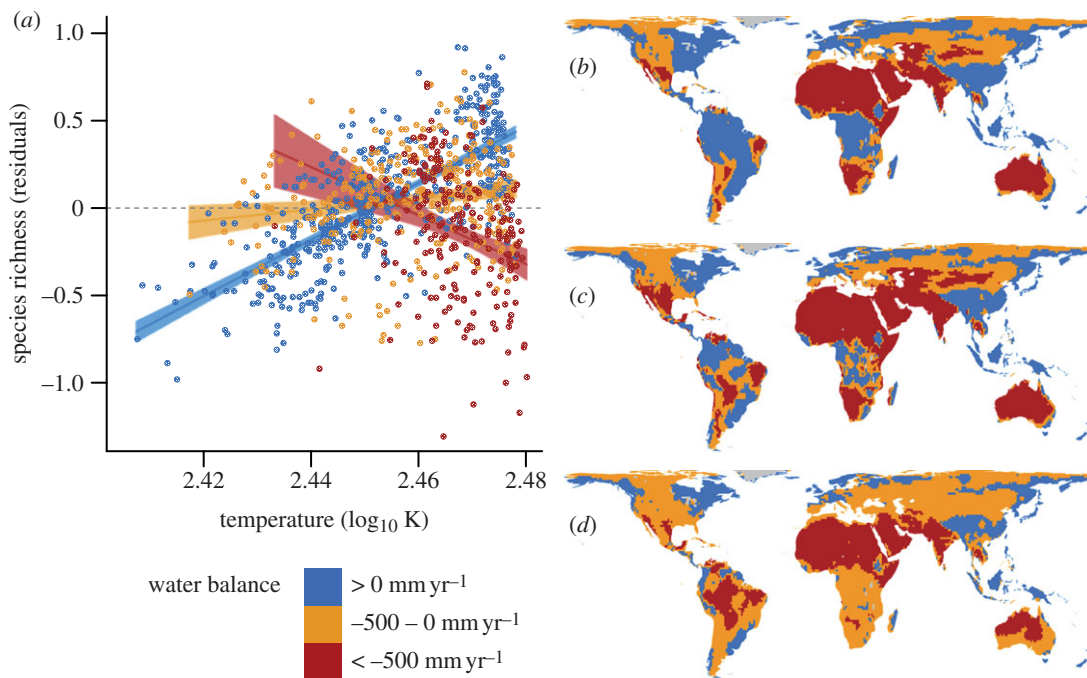 (a)
1.0
0.5
0
–0.5
–1.0
species richness (residuals)
2.42 2.44 2.46 2.48
temperature (log10 K)
water balance
> 0 mm yr–1
–500 – 0 mm yr–1
< –500 mm yr–1
(b)
(c)
(d)